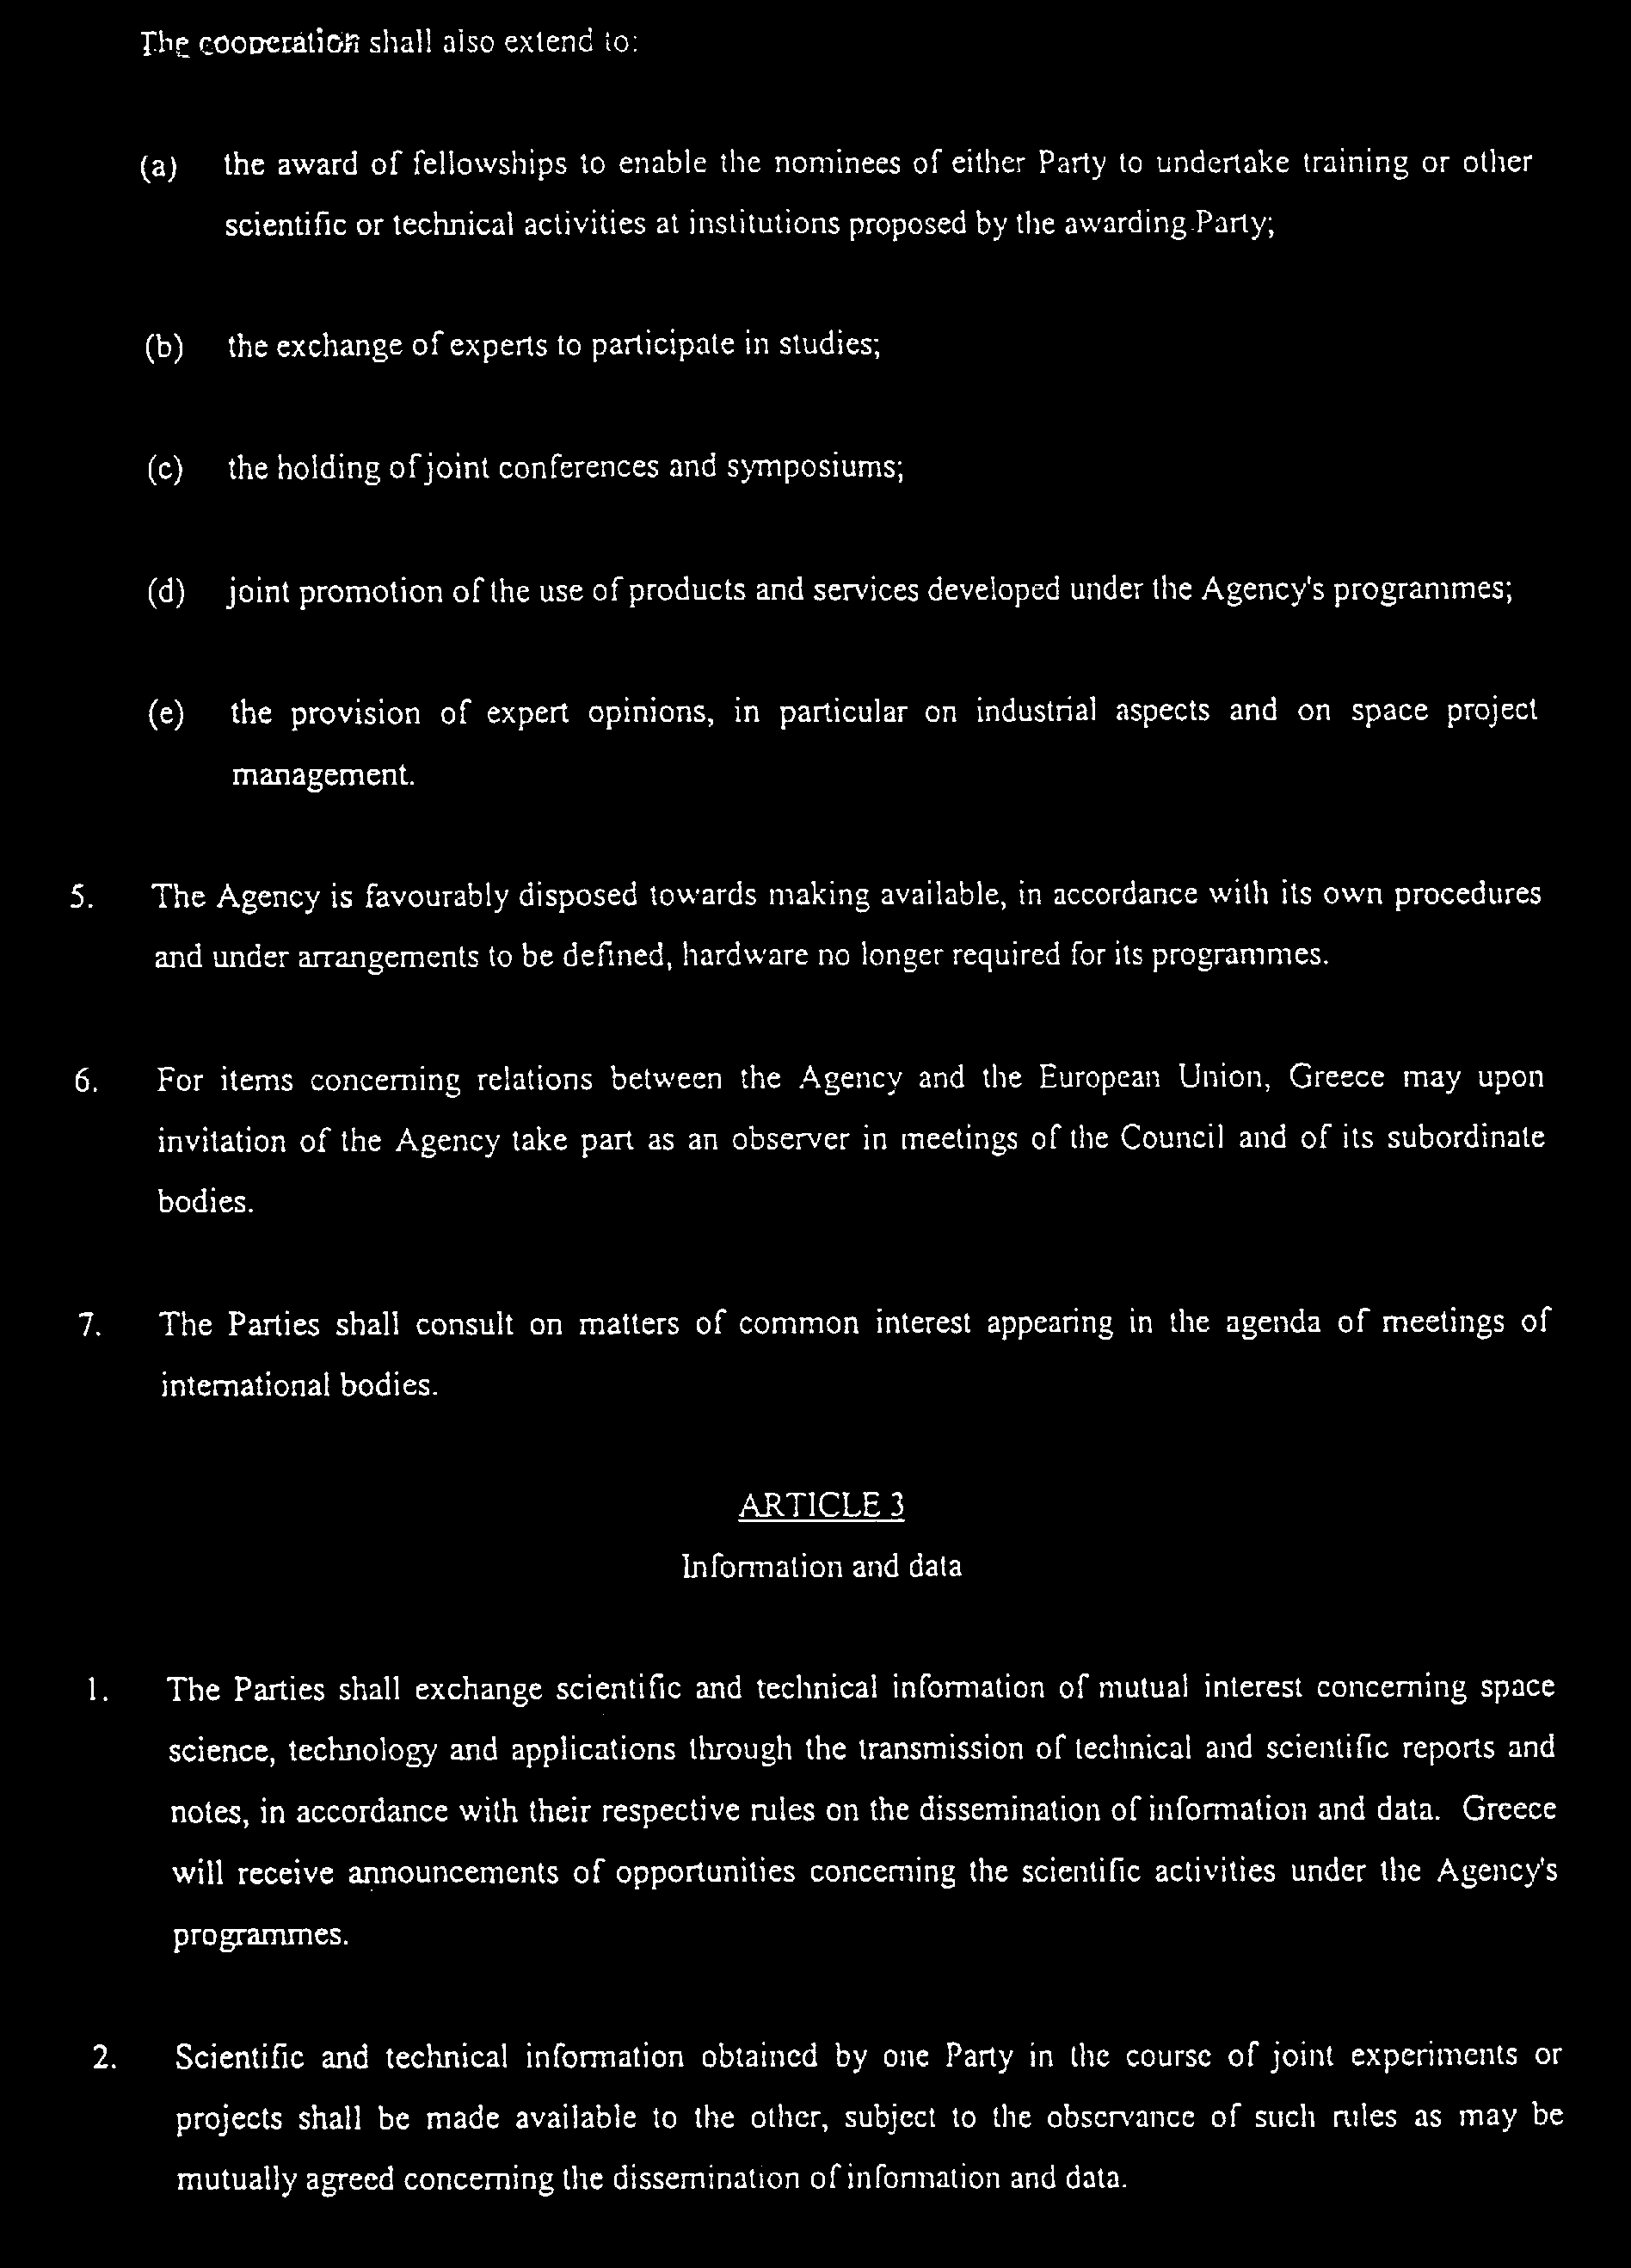 The cooperation shall also extend to:
(a) the award of fellowships to enable the nominees of either Party to undertake training or other
scientific or technical activities at institutions proposed by the awarding Party;
(b) the exchange of experts to participate in studies;
(c) the holding of joint conferences and symposiums;
(d) joint promotion of the use of products and services developed under the Agency's programmes;
(e) the provision of expert opinions, in particular on industrial aspects and on space project
management.
5. The Agency is favourably disposed towards making available, in accordance with its own procedures
and under arrangements to be defined, hardware no longer required for its programmes.
6. For items concerning relations between the Agency and the European Union, Greece may upon
invitation of the Agency take part as an observer in meetings of the Council and of its subordinate
bodies.
7. The Parties shall consult on matters of common interest appearing in the agenda of meetings of
international bodies.
ARTICLE 3
Information and data
1. The Parties shall exchange scientific and technical information of mutual interest concerning space
science, technology and applications through the transmission of technical and scientific reports and
notes, in accordance with their respective rules on the dissemination of information and data. Greece
will receive announcements of opportunities concerning the scientific activities under the Agency's
programmes.
2. Scientific and technical information obtained by one Party in the course of joint experiments or
projects shall be made available to the other, subject to the observance of such rules as may be
mutually agreed concerning the dissemination of information and data.